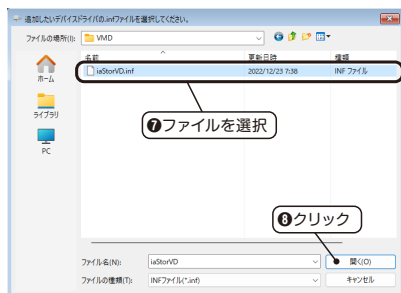 追加したいデバイスドライバの.infファイルを選択してください。
ファイルの場所(I):
VMD
名前
更新日時
種類
iaStorVD.inf
2022/12/23 7:38
INF ファイル
ホーム
ライブラリ
PC
❼ファイルを選択
❽クリック
ファイル名(N):
iaStorVD
開く(O)
ファイルの種類(T):
INFファイル(*.inf)
キャンセル